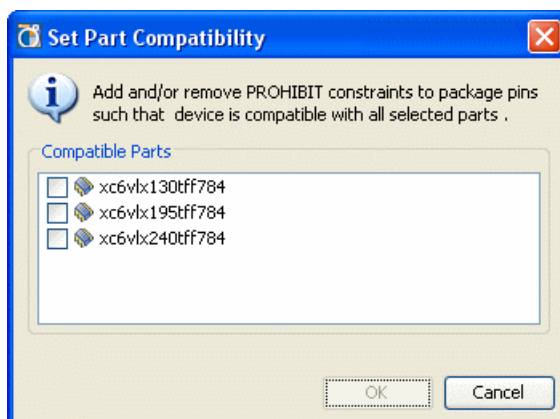 Set Part Compatibility
Add and/or remove PROHIBIT constraints to package pins
such that device is compatible with all selected parts .
Compatible Parts
xc6vlx130tff784
xc6vlx195tff784
xc6vlx240tff784
OK
Cancel